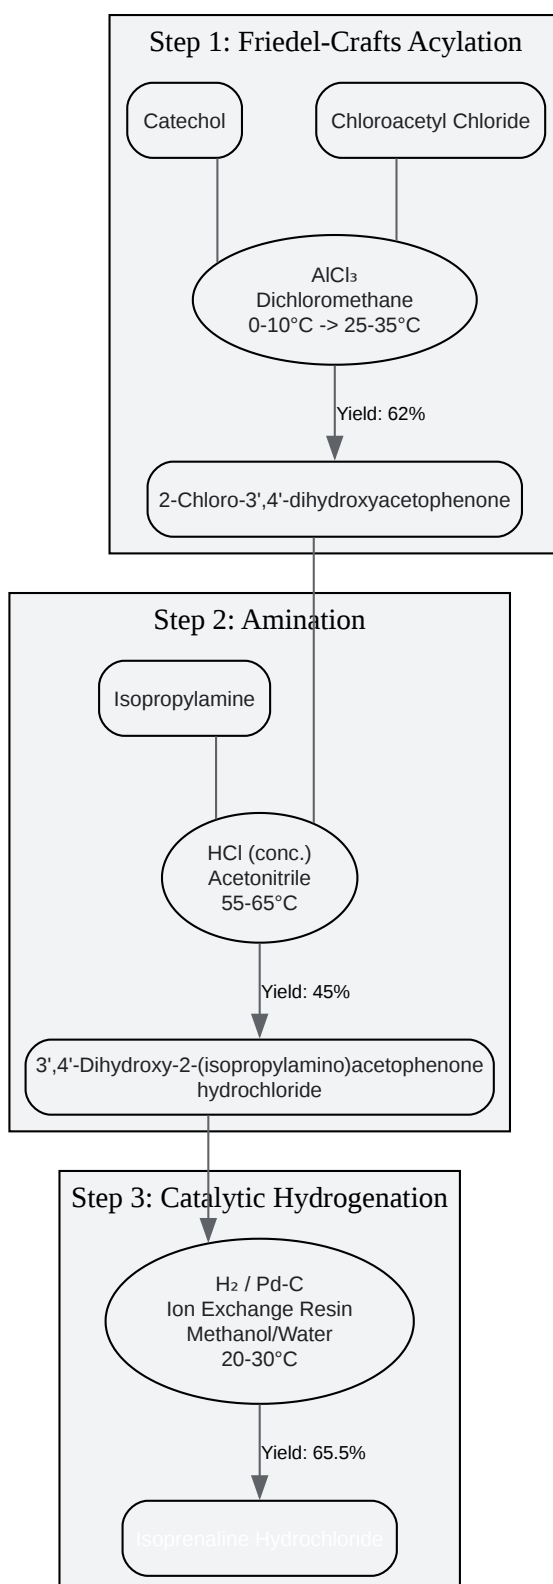 Step 1: Friedel-Crafts Acylation
Catechol
Chloroacetyl Chloride
AlCl₃
Dichloromethane
0-10°C -> 25-35°C
Yield: 62%
2-Chloro-3',4'-dihydroxyacetophenone
Step 2: Amination
Isopropylamine
HCl (conc.)
Acetonitrile
55-65°C
Yield: 45%
3',4'-Dihydroxy-2-(isopropylamino)acetophenone
hydrochloride
Step 3: Catalytic Hydrogenation
H₂ / Pd-C
Ion Exchange Resin
Methanol/Water
20-30°C
Yield: 65.5%
Isoprenaline Hydrochloride